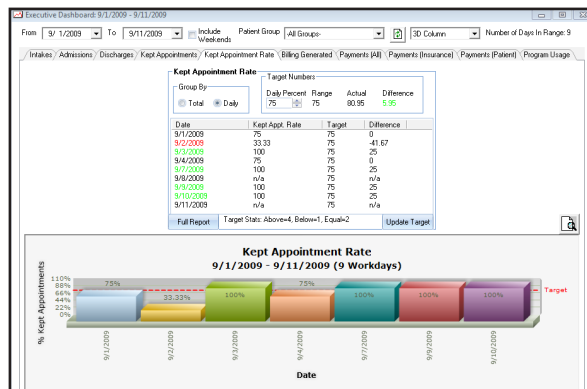 Executive Dashboard: 9/1/2009 - 9/11/2009
From 9/ 1/2009 To 9/11/2009 Include Weekends Patient Group -All Groups- 3D Column Number of Days In Range: 9
Intakes Admissions Discharges Kept Appointments Kept Appointment Rate Billing Generated Payments (All) Payments (Insurance) Payments (Patient) Program Usage
Kept Appointment Rate
Group By
Total Daily
Target Numbers
Daily Percent Range Actual Difference
75 75 80.95 5.95
Date Kept Appt. Rate Target Difference
9/1/2009 75 75 0
9/2/2009 33.33 75 -41.67
9/3/2009 100 75 25
9/4/2009 75 75 0
9/7/2009 100 75 25
9/8/2009 n/a 75 n/a
9/9/2009 100 75 25
9/10/2009 100 75 25
9/11/2009 n/a 75 n/a
Full Report Target Stats: Above=4, Below=1, Equal=2 Update Target
Kept Appointment Rate
9/1/2009 - 9/11/2009 (9 Workdays)
% Kept Appointments
110%
88%
66%
44%
22%
0%
75% 33.33% 100% 75% 100% 100% 100%
Target
9/1/2009 9/2/2009 9/3/2009 9/4/2009 9/7/2009 9/9/2009 9/10/2009
Date